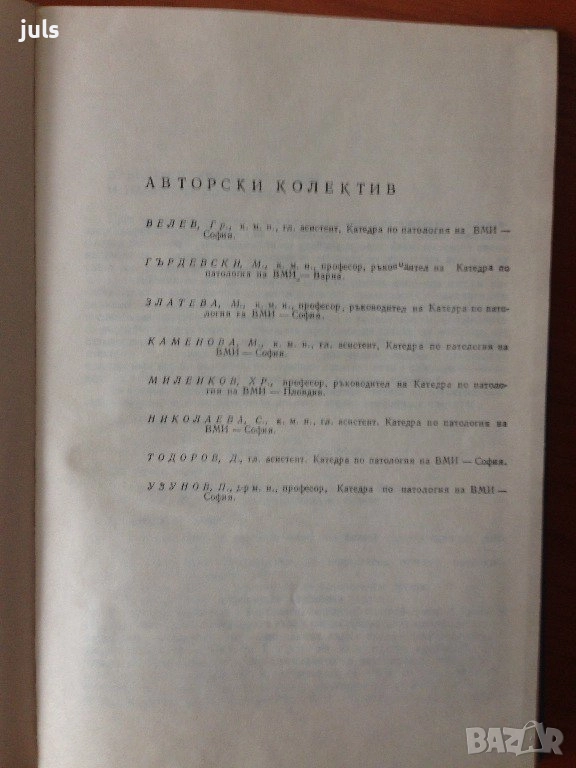 juls
АВТОРСКИ КОЛЕКТИВ
ВЕЛЕВ, Гр., к. м. н., гл. асистент, Катедра по патология на ВМИ —
София.
ГЪРДЕВСКИ, М., к. м. н., професор, ръководител на Катедра по
патология на ВМИ — Варна.
ЗЛАТЕВА, М., к. м. н., професор, ръководител на Катедра по пато-
логия на ВМИ — София.
КАМЕНОВА, М., к. м. н., гл. асистент, Катедра по патология на
ВМИ — София.
МИЛЕНКОВ, ХР., професор, ръководител на Катедра по патоло-
гия на ВМИ — Пловдив.
НИКОЛАЕВА, С., к. м. н., гл. асистент. Катедра по патология на
ВМИ — София.
ТОДОРОВ, Д., гл. асистент. Катедра по патология на ВМИ — София.
УЗУНОВ, П., д-р м. н., професор, Катедра по патология на ВМИ —
София.
BAZAR